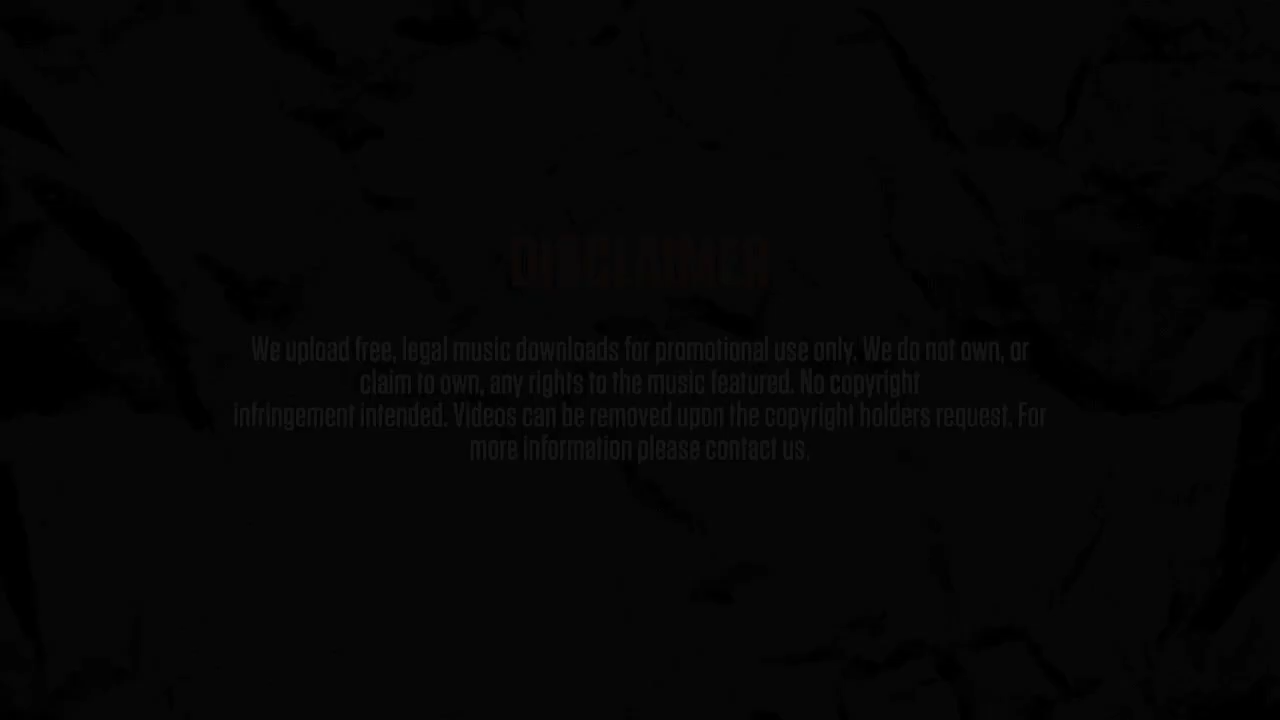 DISCLAIMER
We upload free, legal music downloads for promotional use only. We do not own, or
claim to own, any rights to the music featured. No copyright
infringement intended. Videos can be removed upon the copyright holders request. For
more information please contact us.